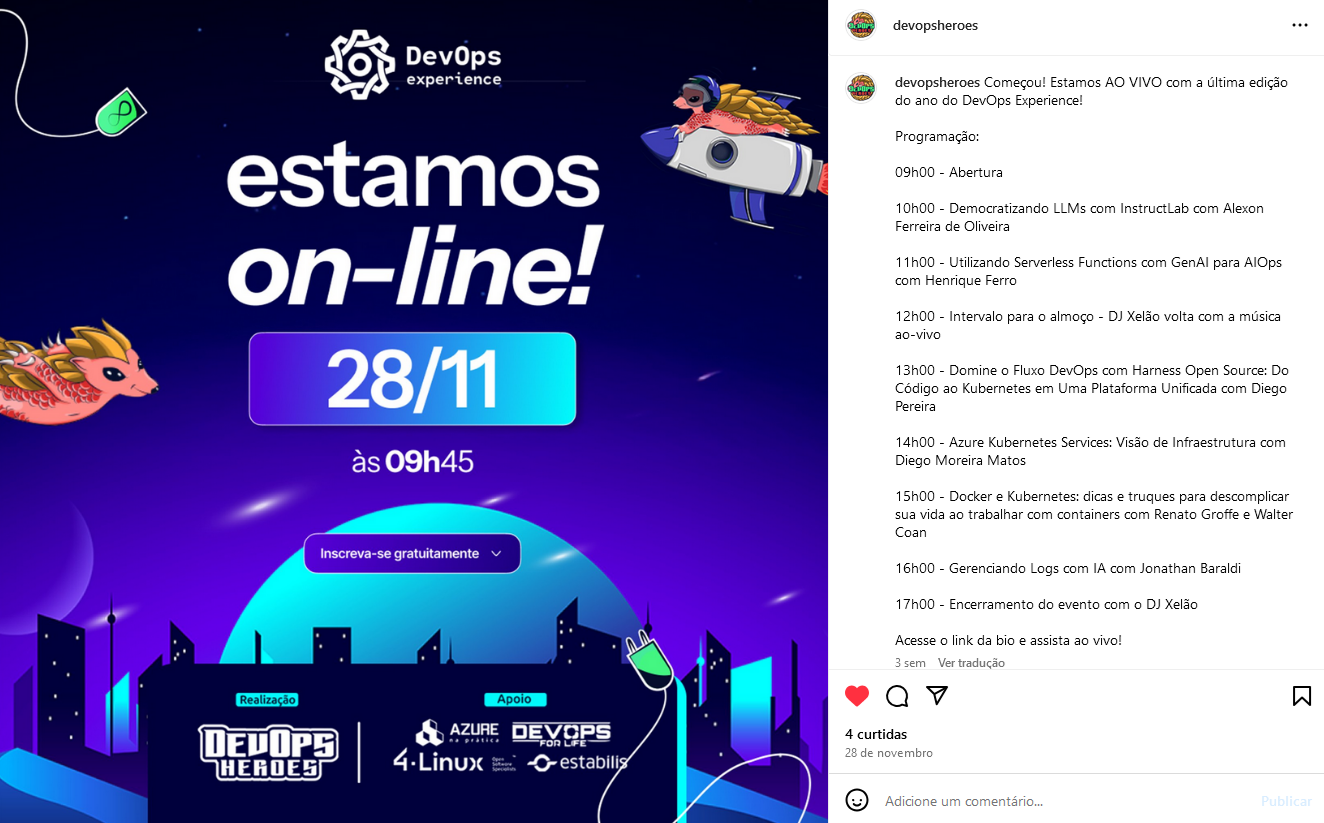 DevOps
experience
estamos
on-line!
28/11
às 09h45
Inscreva-se gratuitamente
Realização
DEVOPS
HEROES
Apoio
AZURE
na prática
DEVOPS
FOR LIFE
4.Linux
Open
Software
Specialists
estabilis
devopsheroes
devopsheroes Começou! Estamos AO VIVO com a última edição
do ano do DevOps Experience!
Programação:
09h00 - Abertura
10h00 - Democratizando LLMs com InstructLab com Alexon
Ferreira de Oliveira
11h00 - Utilizando Serverless Functions com GenAI para AIOps
com Henrique Ferro
12h00 - Intervalo para o almoço - DJ Xelão volta com a música
ao-vivo
13h00 - Domine o Fluxo DevOps com Harness Open Source: Do
Código ao Kubernetes em Uma Plataforma Unificada com Diego
Pereira
14h00 - Azure Kubernetes Services: Visão de Infraestrutura com
Diego Moreira Matos
15h00 - Docker e Kubernetes: dicas e truques para descomplicar
sua vida ao trabalhar com containers com Renato Groffe e Walter
Coan
16h00 - Gerenciando Logs com IA com Jonathan Baraldi
17h00 - Encerramento do evento com o DJ Xelão
Acesse o link da bio e assista ao vivo!
3 sem Ver tradução
4 curtidas
28 de novembro
Adicione um comentário...
Publicar